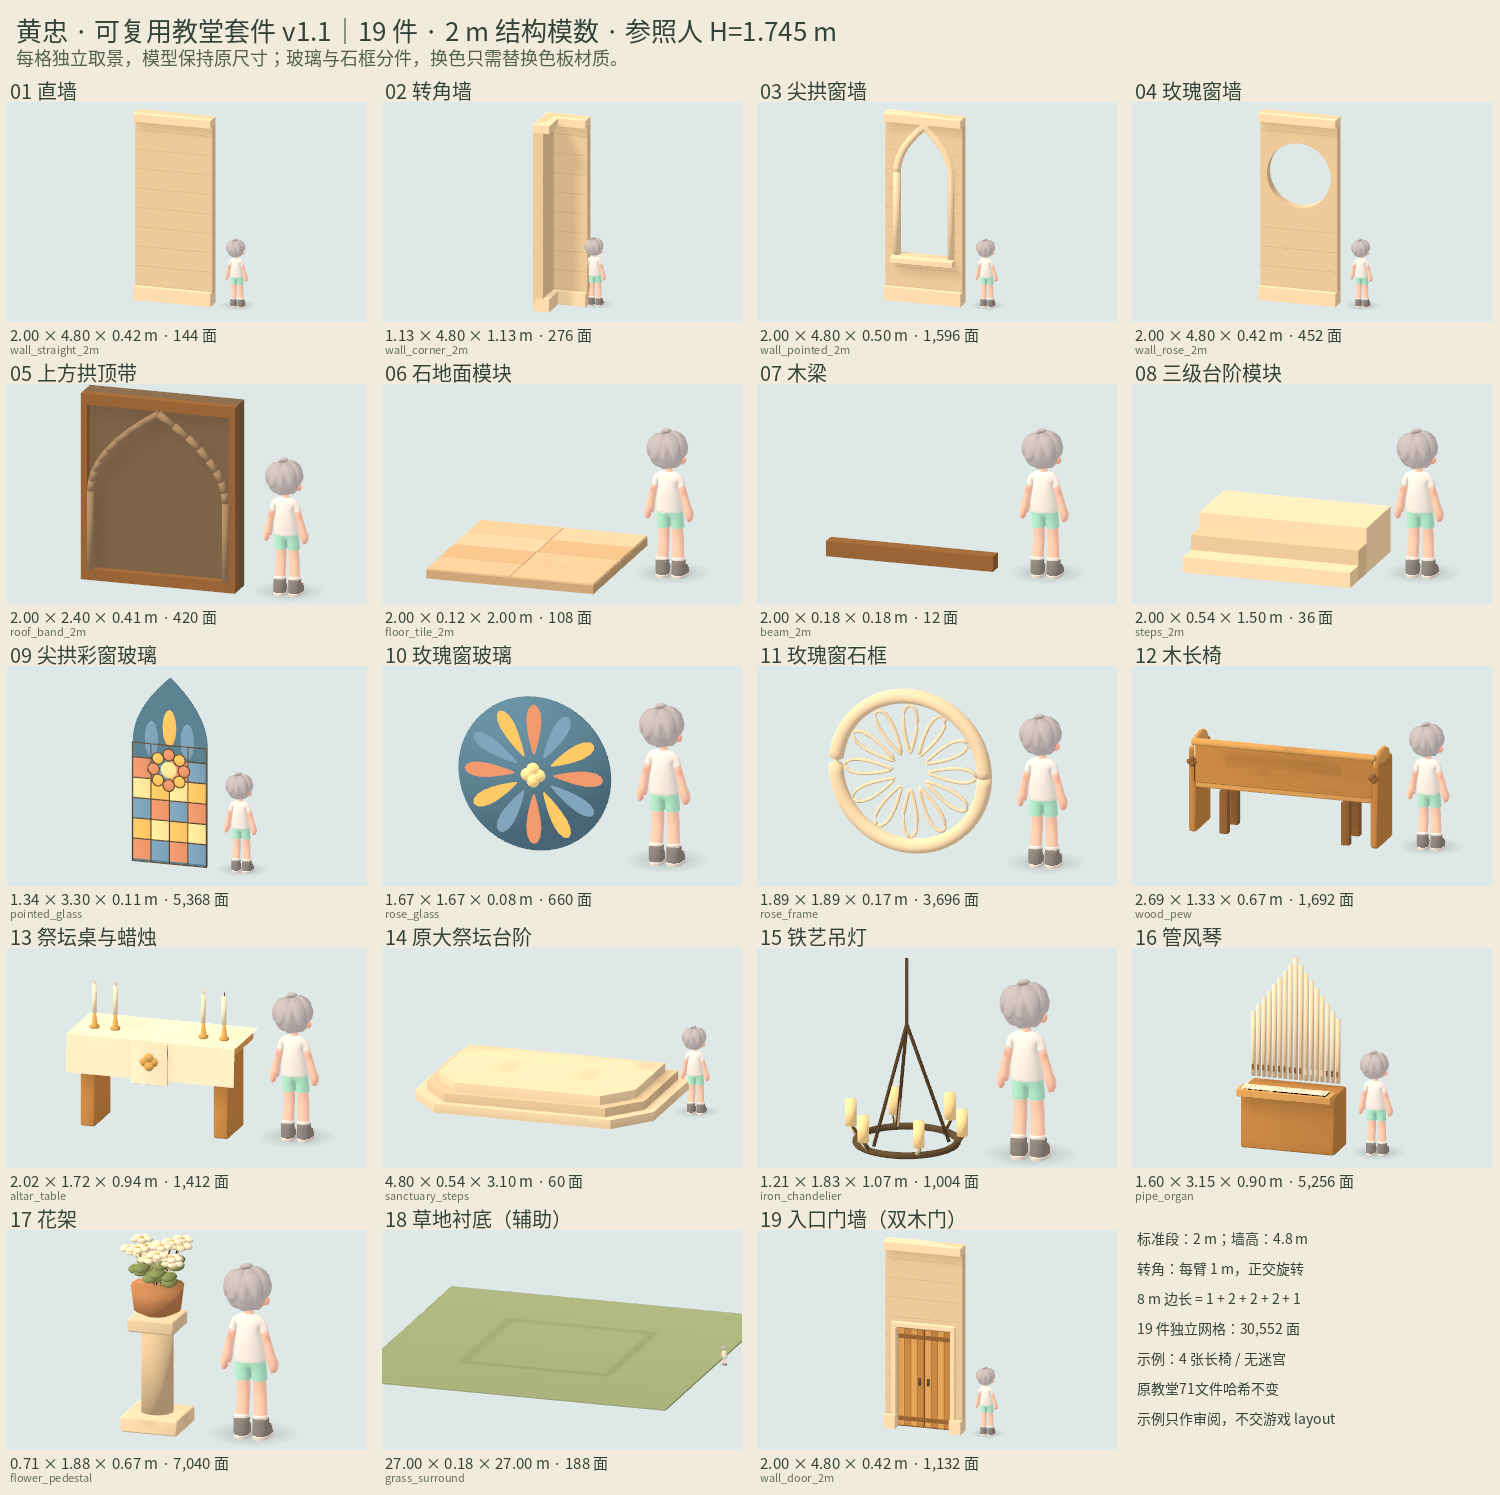 黄忠 · 可复用教堂套件 v1.1｜19 件 · 2 m 结构模数 · 参照人 H=1.745 m
每格独立取景，模型保持原尺寸；玻璃与石框分件，换色只需替换色板材质。
01 直墙
2.00 × 4.80 × 0.42 m · 144 面
wall_straight_2m
02 转角墙
1.13 × 4.80 × 1.13 m · 276 面
wall_corner_2m
03 尖拱窗墙
2.00 × 4.80 × 0.50 m · 1,596 面
wall_pointed_2m
04 玫瑰窗墙
2.00 × 4.80 × 0.42 m · 452 面
wall_rose_2m
05 上方拱顶带
2.00 × 2.40 × 0.41 m · 420 面
roof_band_2m
06 石地面模块
2.00 × 0.12 × 2.00 m · 108 面
floor_tile_2m
07 木梁
2.00 × 0.18 × 0.18 m · 12 面
beam_2m
08 三级台阶模块
2.00 × 0.54 × 1.50 m · 36 面
steps_2m
09 尖拱彩窗玻璃
1.34 × 3.30 × 0.11 m · 5,368 面
pointed_glass
10 玫瑰窗玻璃
1.67 × 1.67 × 0.08 m · 660 面
rose_glass
11 玫瑰窗石框
1.89 × 1.89 × 0.17 m · 3,696 面
rose_frame
12 木长椅
2.69 × 1.33 × 0.67 m · 1,692 面
wood_pew
13 祭坛桌与蜡烛
2.02 × 1.72 × 0.94 m · 1,412 面
altar_table
14 原大祭坛台阶
4.80 × 0.54 × 3.10 m · 60 面
sanctuary_steps
15 铁艺吊灯
1.21 × 1.83 × 1.07 m · 1,004 面
iron_chandelier
16 管风琴
1.60 × 3.15 × 0.90 m · 5,256 面
pipe_organ
17 花架
0.71 × 1.88 × 0.67 m · 7,040 面
flower_pedestal
18 草地衬底（辅助）
27.00 × 0.18 × 27.00 m · 188 面
grass_surround
19 入口门墙（双木门）
2.00 × 4.80 × 0.42 m · 1,132 面
wall_door_2m
标准段：2 m；墙高：4.8 m
转角：每臂 1 m，正交旋转
8 m 边长 = 1 + 2 + 2 + 2 + 1
19 件独立网格：30,552 面
示例：4 张长椅 / 无迷宫
原教堂71文件哈希不变
示例只作审阅，不交游戏 layout